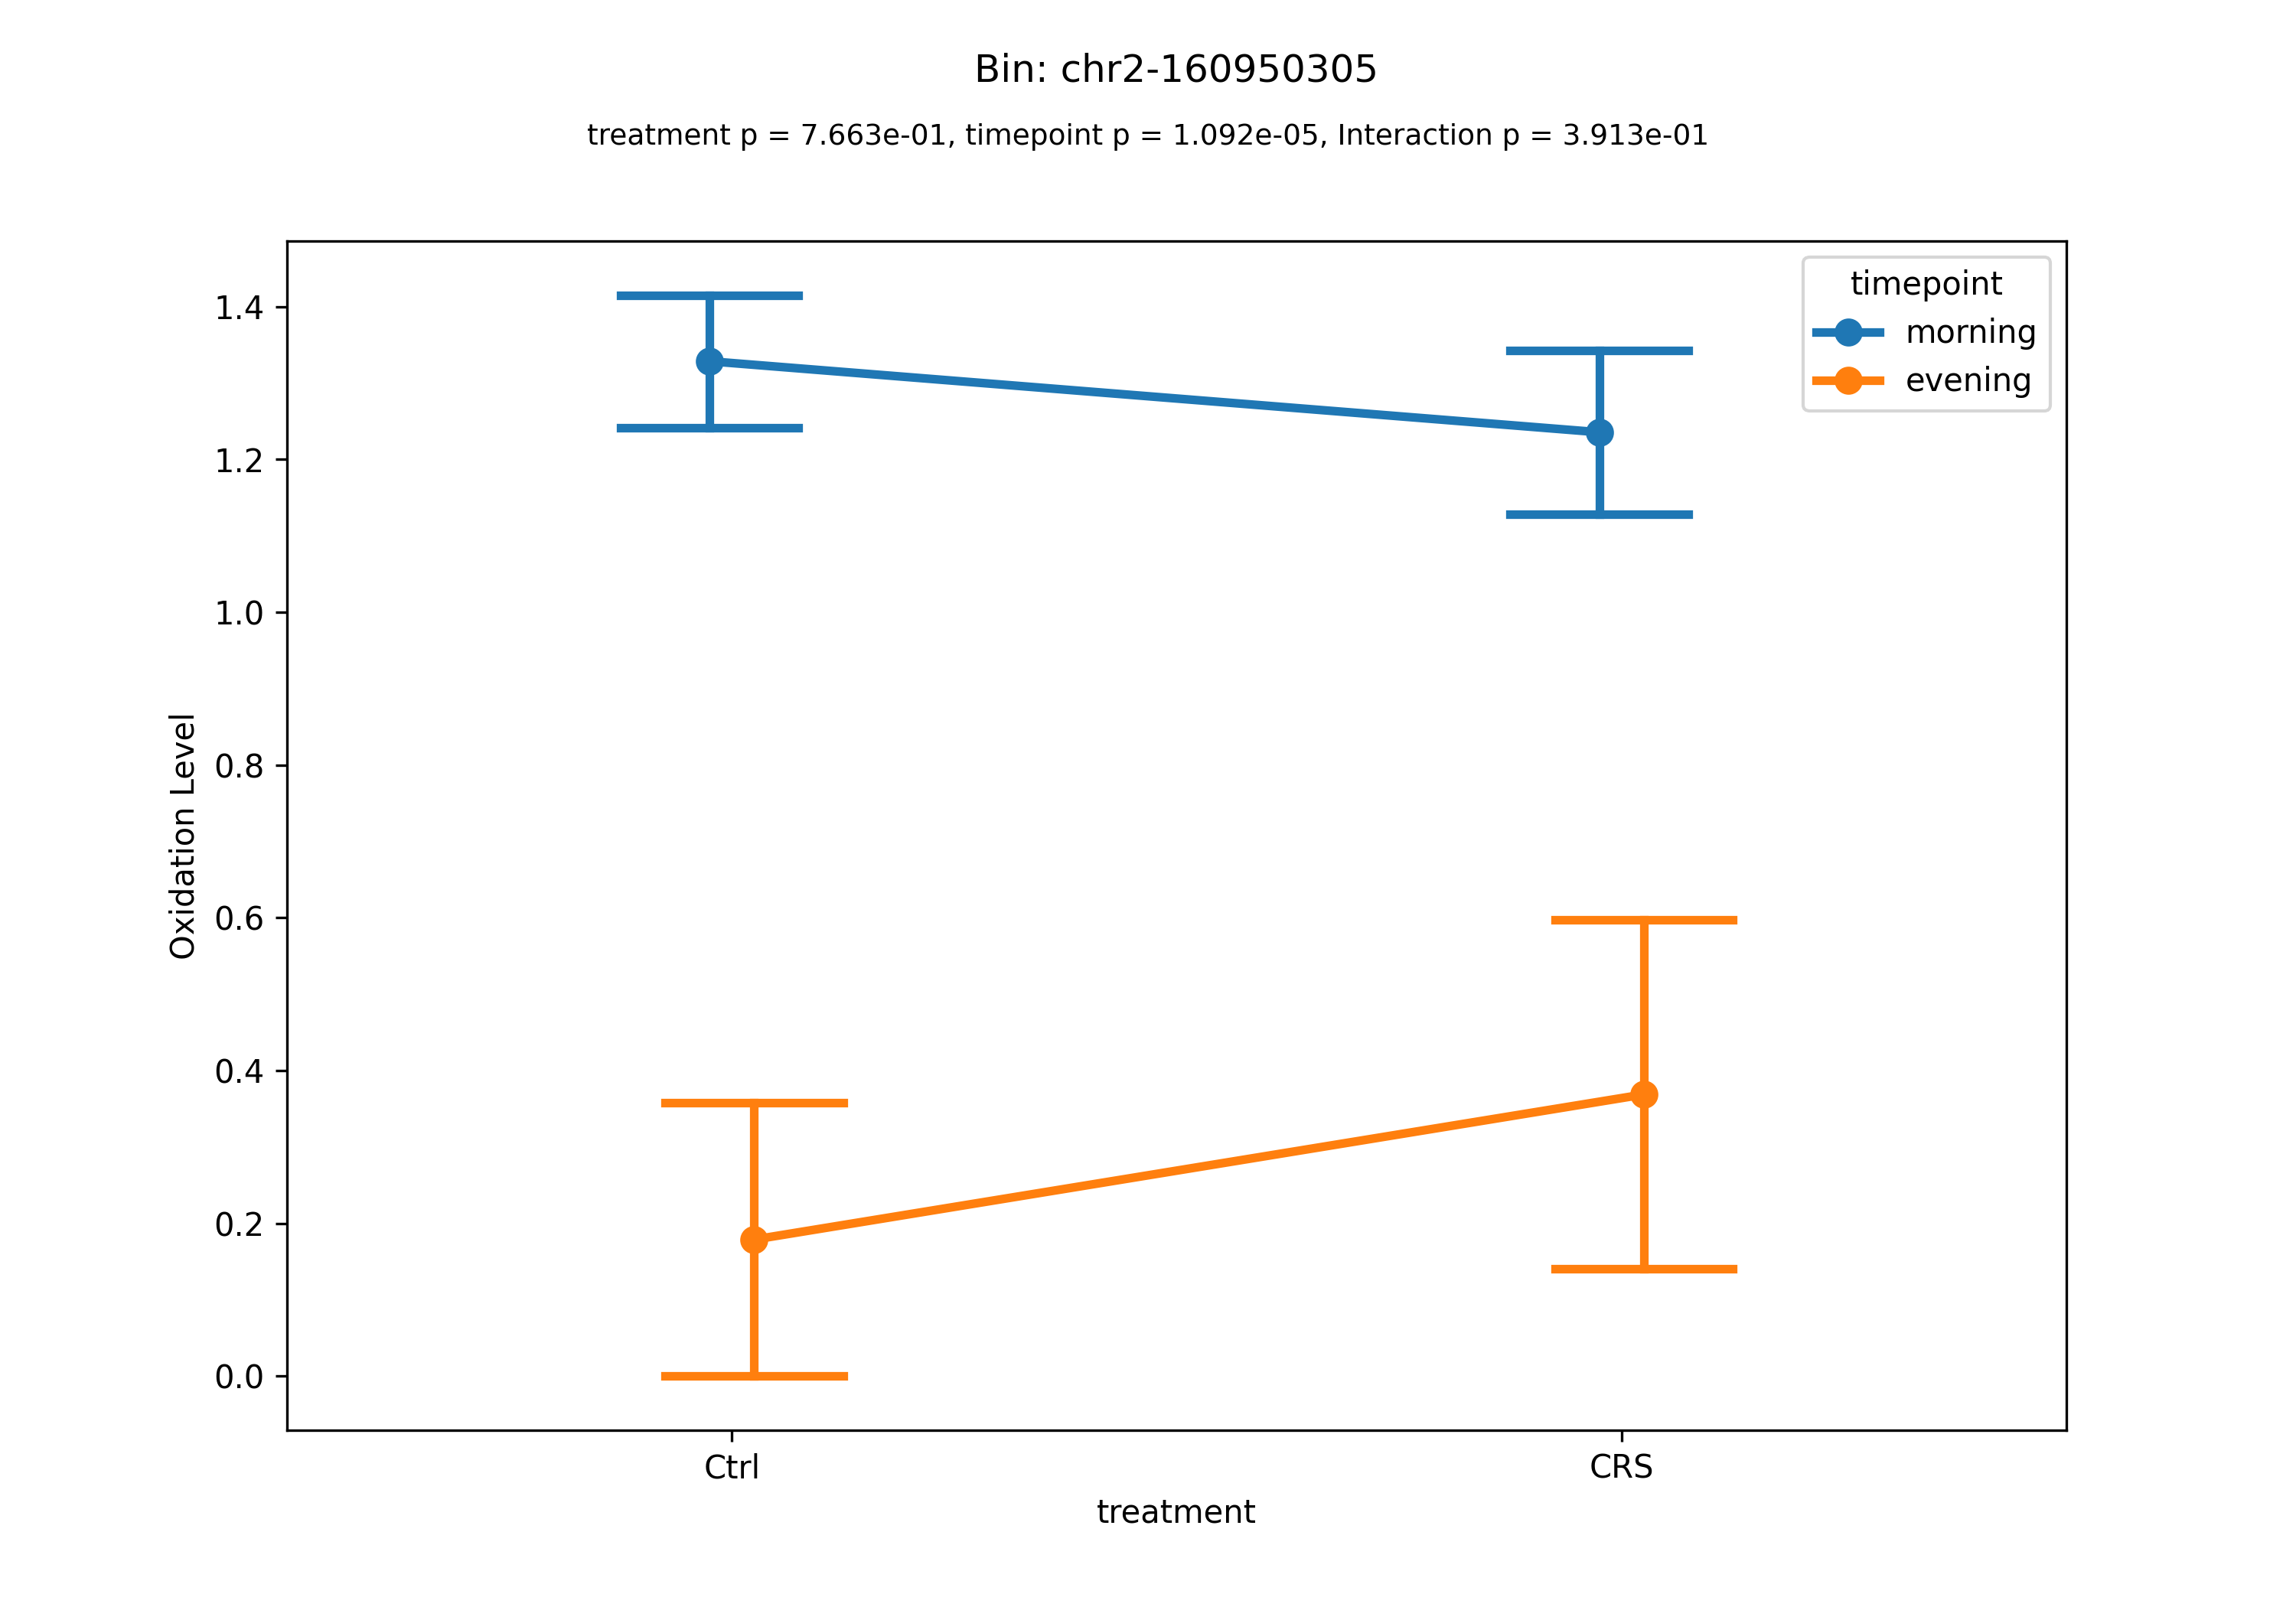 Bin: chr2-160950305
treatment p = 7.663e-01, timepoint p = 1.092e-05, Interaction p = 3.913e-01
timepoint
morning
evening
Oxidation Level
1.4
1.2
1.0
0.8
0.6
0.4
0.2
0.0
Ctrl
CRS
treatment